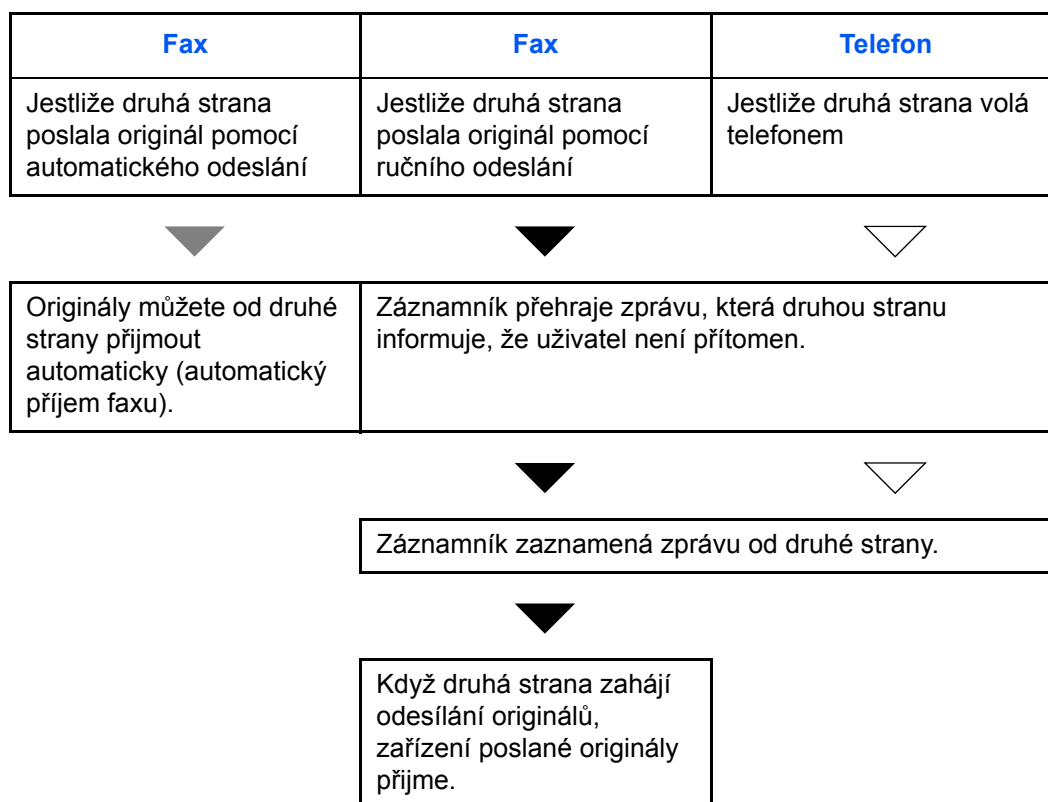 Fax
Fax
Telefon
Jestliže druhá strana
poslala originál pomocí
automatického odeslání
Jestliže druhá strana
poslala originál pomocí
ručního odeslání
Jestliže druhá strana volá
telefonem
Originály můžete od druhé
strany přijmout
automaticky (automatický
příjem faxu).
Záznamník přehraje zprávu, která druhou stranu
informuje, že uživatel není přítomen.
Záznamník zaznamená zprávu od druhé strany.
Když druhá strana zahájí
odesílání originálů,
zařízení poslané originály
přijme.